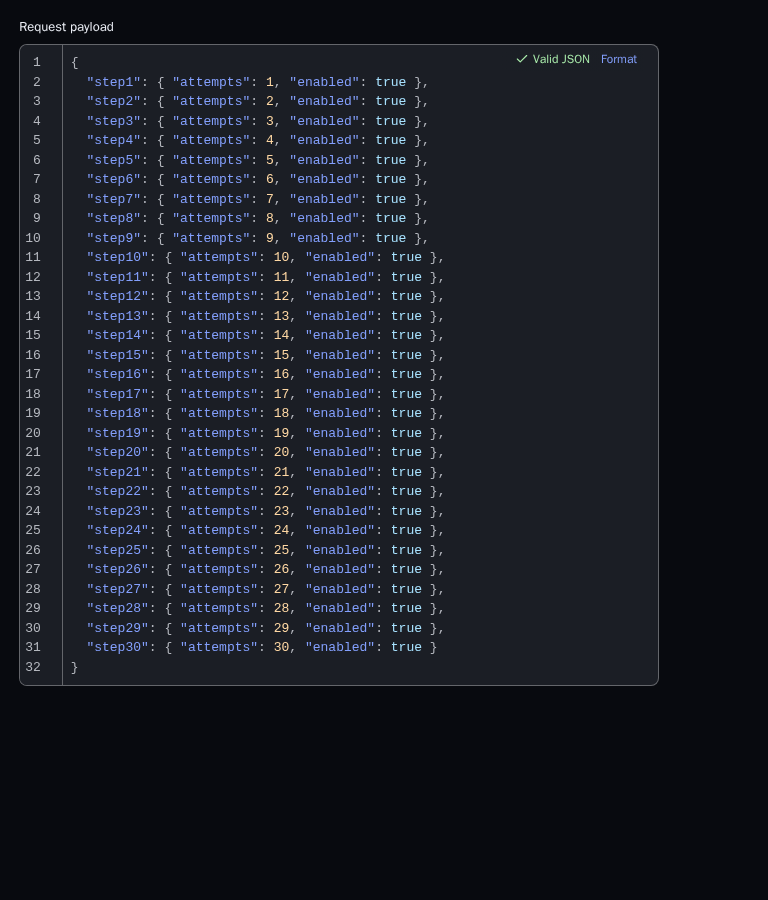 Request payload
Valid JSON Format
1 {
2   "step1": { "attempts": 1, "enabled": true },
3   "step2": { "attempts": 2, "enabled": true },
4   "step3": { "attempts": 3, "enabled": true },
5   "step4": { "attempts": 4, "enabled": true },
6   "step5": { "attempts": 5, "enabled": true },
7   "step6": { "attempts": 6, "enabled": true },
8   "step7": { "attempts": 7, "enabled": true },
9   "step8": { "attempts": 8, "enabled": true },
10   "step9": { "attempts": 9, "enabled": true },
11   "step10": { "attempts": 10, "enabled": true },
12   "step11": { "attempts": 11, "enabled": true },
13   "step12": { "attempts": 12, "enabled": true },
14   "step13": { "attempts": 13, "enabled": true },
15   "step14": { "attempts": 14, "enabled": true },
16   "step15": { "attempts": 15, "enabled": true },
17   "step16": { "attempts": 16, "enabled": true },
18   "step17": { "attempts": 17, "enabled": true },
19   "step18": { "attempts": 18, "enabled": true },
20   "step19": { "attempts": 19, "enabled": true },
21   "step20": { "attempts": 20, "enabled": true },
22   "step21": { "attempts": 21, "enabled": true },
23   "step22": { "attempts": 22, "enabled": true },
24   "step23": { "attempts": 23, "enabled": true },
25   "step24": { "attempts": 24, "enabled": true },
26   "step25": { "attempts": 25, "enabled": true },
27   "step26": { "attempts": 26, "enabled": true },
28   "step27": { "attempts": 27, "enabled": true },
29   "step28": { "attempts": 28, "enabled": true },
30   "step29": { "attempts": 29, "enabled": true },
31   "step30": { "attempts": 30, "enabled": true }
32 }